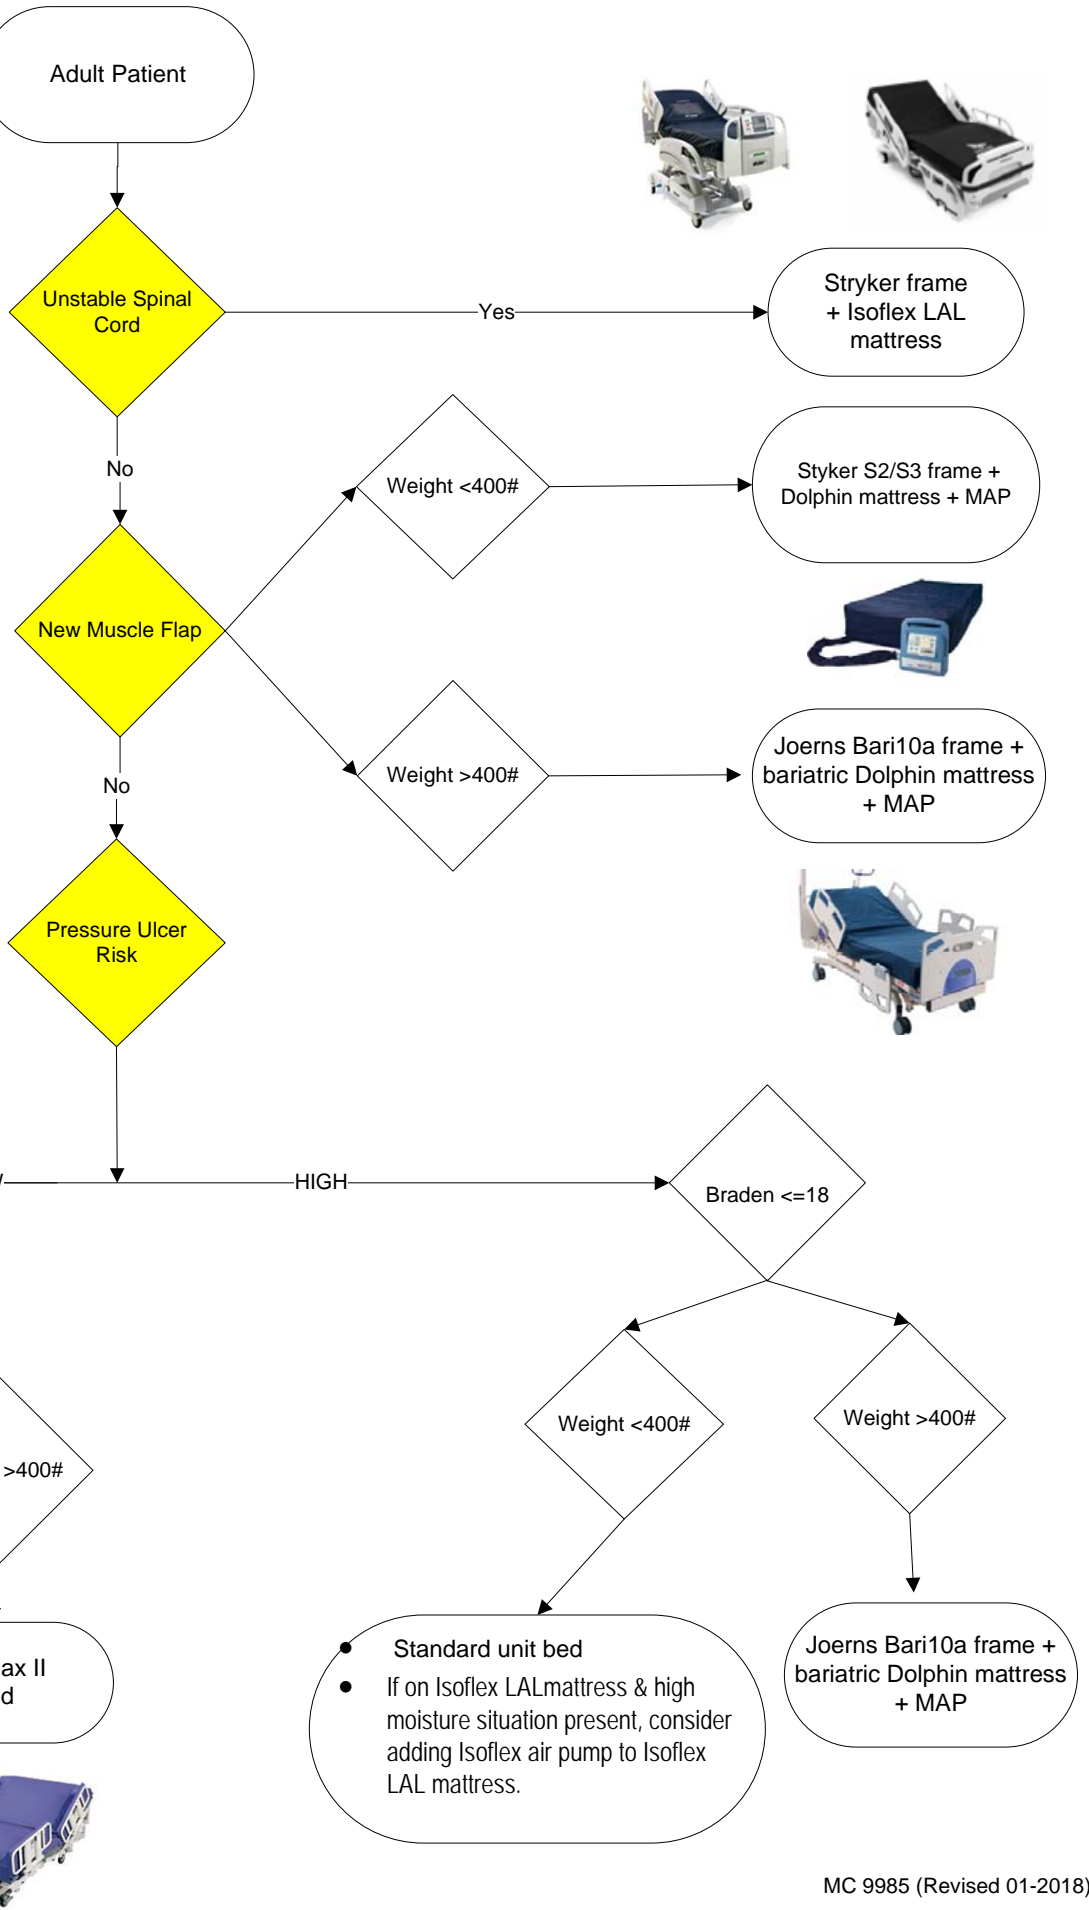 Adult Patient
Unstable Spinal
Cord
Yes
Stryker frame
+ Isoflex LAL
mattress
No
Weight <400#
Styker S2/S3 frame +
Dolphin mattress + MAP
New Muscle Flap
Weight >400#
Joerns Bari10a frame +
bariatric Dolphin mattress
+ MAP
No
Pressure Ulcer
Risk
HIGH
Braden <=18
Weight <400#
Weight >400#
>400#
ax II
d
• Standard unit bed
• If on Isoflex LALmattress & high
moisture situation present, consider
adding Isoflex air pump to Isoflex
LAL mattress.
Joerns Bari10a frame +
bariatric Dolphin mattress
+ MAP
MC 9985 (Revised 01-2018)